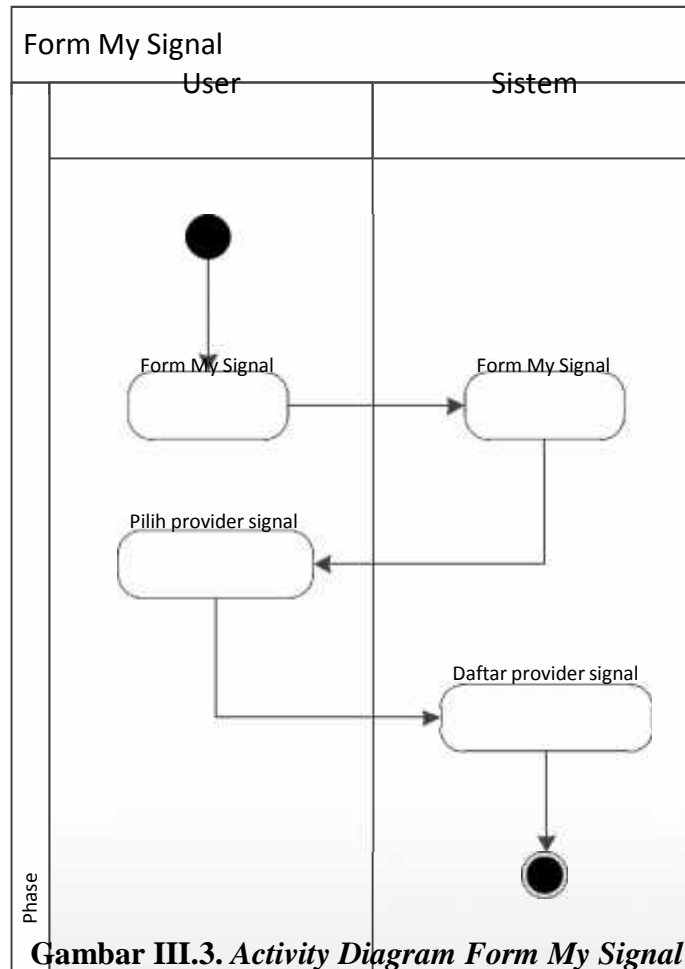 Form My Signal
User
Sistem
Form My Signal
Form My Signal
Pilih provider signal
Daftar provider signal
Phase
Gambar III.3. Activity Diagram Form My Signal